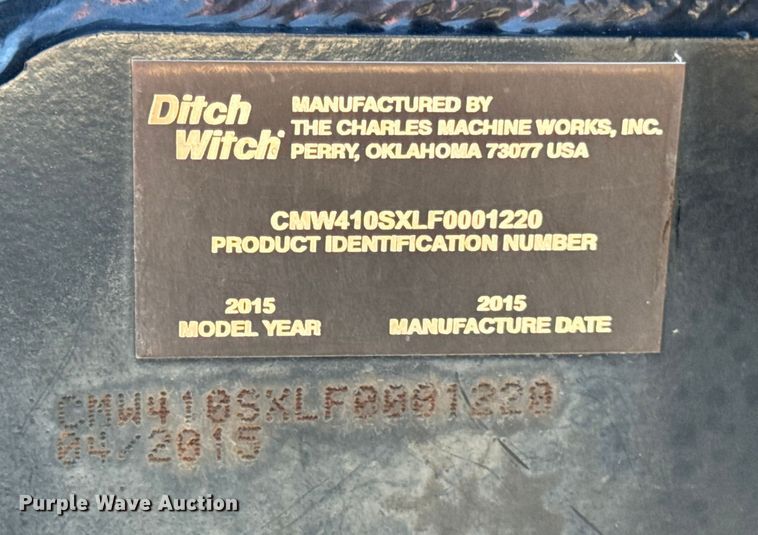 Ditch Witch
MANUFACTURED BY
THE CHARLES MACHINE WORKS, INC.
PERRY, OKLAHOMA 73077 USA
CMW410SXLF0001220
PRODUCT IDENTIFICATION NUMBER
2015
MODEL YEAR
2015
MANUFACTURE DATE
CMW410SXLF0001220
04/2015
Purple Wave Auction